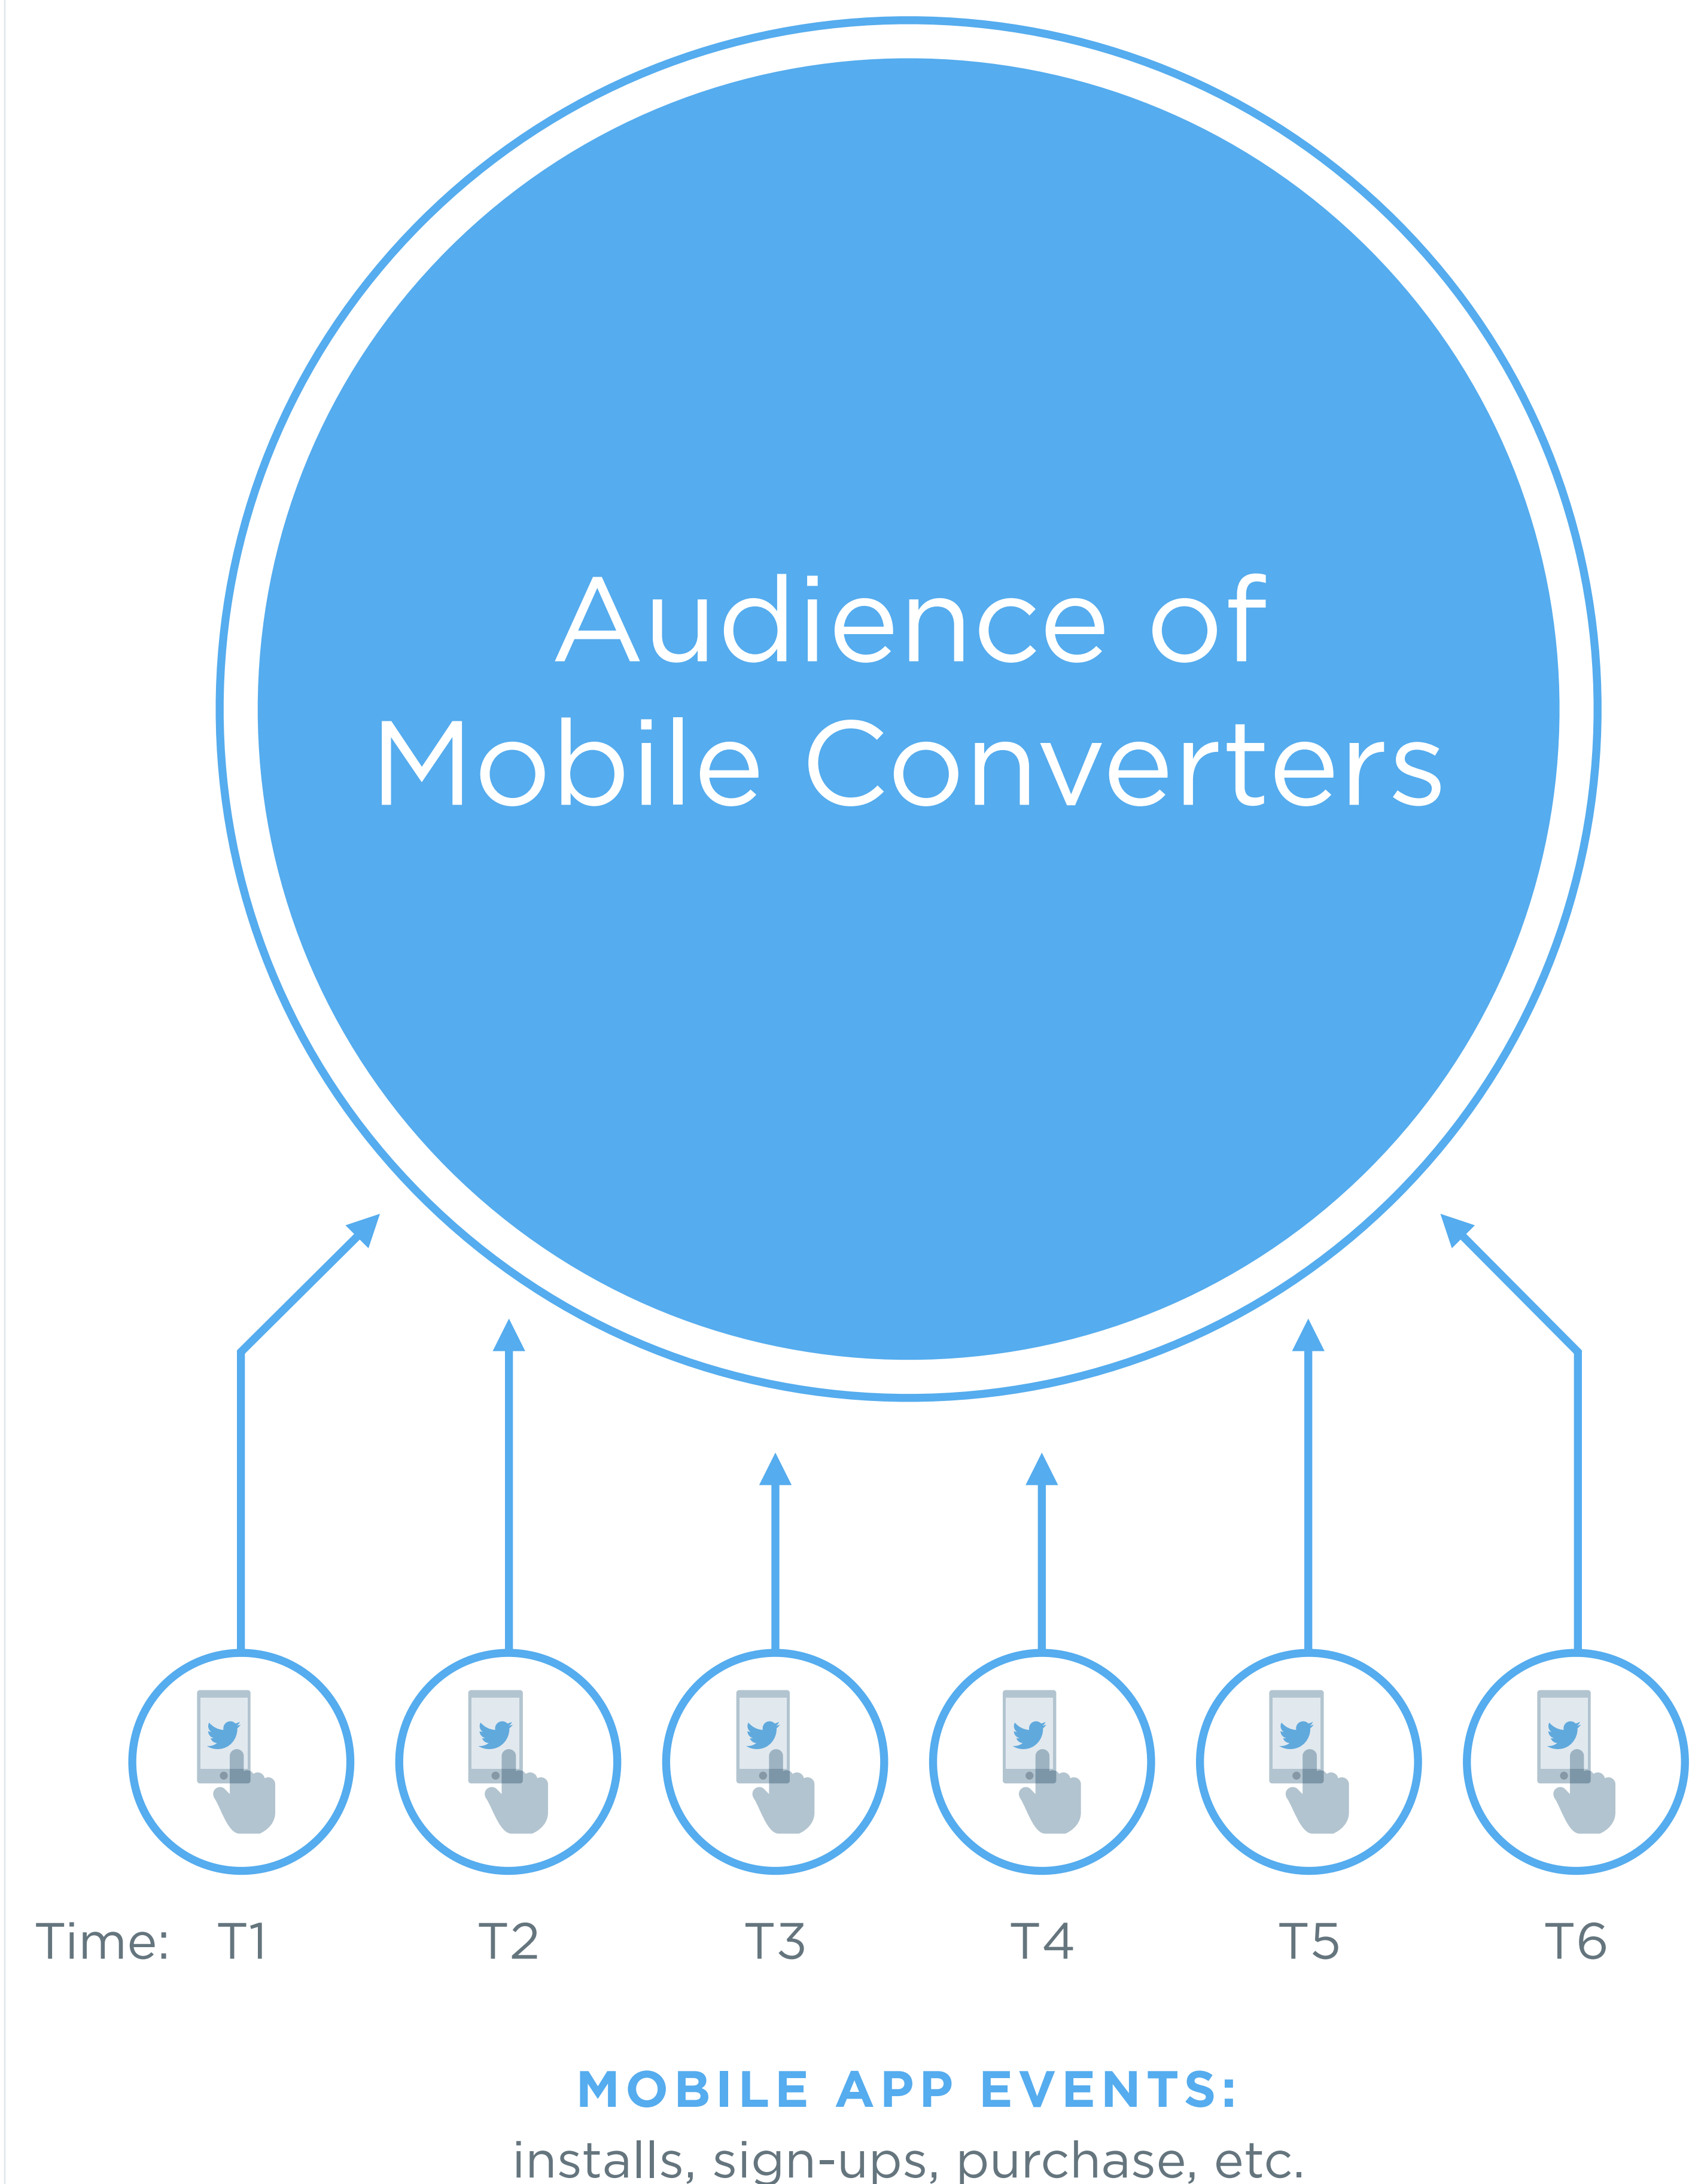 Audience of
Mobile Converters
Time: T1 T2 T3 T4 T5 T6
MOBILE APP EVENTS:
installs, sign-ups, purchase, etc.